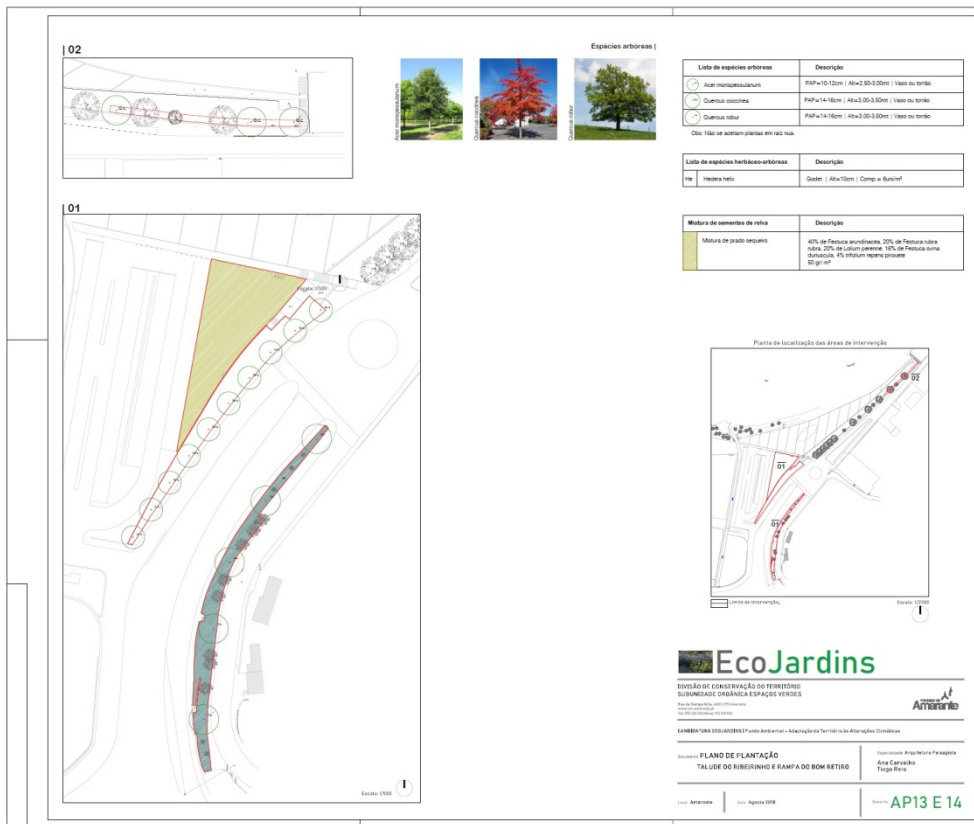 | 02
Espécies arbóreas |
Acer monspessulanum
Quercus coccinea
Quercus robur
Lista de espécies arbóreas
Descrição
Acer monspessulanum
PAP=10-12cm | Alt=2.50-3.00mt | Vaso ou torrão
Quercus coccinea
PAP=14-16cm | Alt=3.00-3.50mt | Vaso ou torrão
Quercus robur
PAP=14-16cm | Alt=3.00-3.50mt | Vaso ou torrão
Obs: Não se aceitam plantas em raiz nua.
Lista de espécies herbáceo-arbóreas
Descrição
He
Hedera helix
Godet | Alt=10cm | Comp = 6uni/m²
| 01
Mistura de sementes de relva
Descrição
Mistura de prado sequeiro
40% de Festuca arundinacea, 20% de Festuca rubra
rubra, 20% de Lolium perenne, 16% de Festuca ovina
duriuscula, 4% trifolium repens pirouete
50 gr/ m²
Planta de localização das áreas de intervenção
02
01
01
Limite de intervenção
EcoJardins
DIVISÃO DE CONSERVAÇÃO DO TERRITÓRIO
SUBUNIDADE ORGÂNICA ESPAÇOS VERDES
Amarante
CANDIDATURA ECOJARDINS | Fundo Ambiental - Adaptação do Território às Alterações Climáticas
PLANO DE PLANTAÇÃO
TALUDE DO RIBEIRINHO E RAMPA DO BOM RETIRO
Especialidade Arquitetura Paisagista
Ana Carvalho
Tiago Reis
Escala: 1/500
Local Amarante
Data Agosto 2018
Desenho AP13 E 14